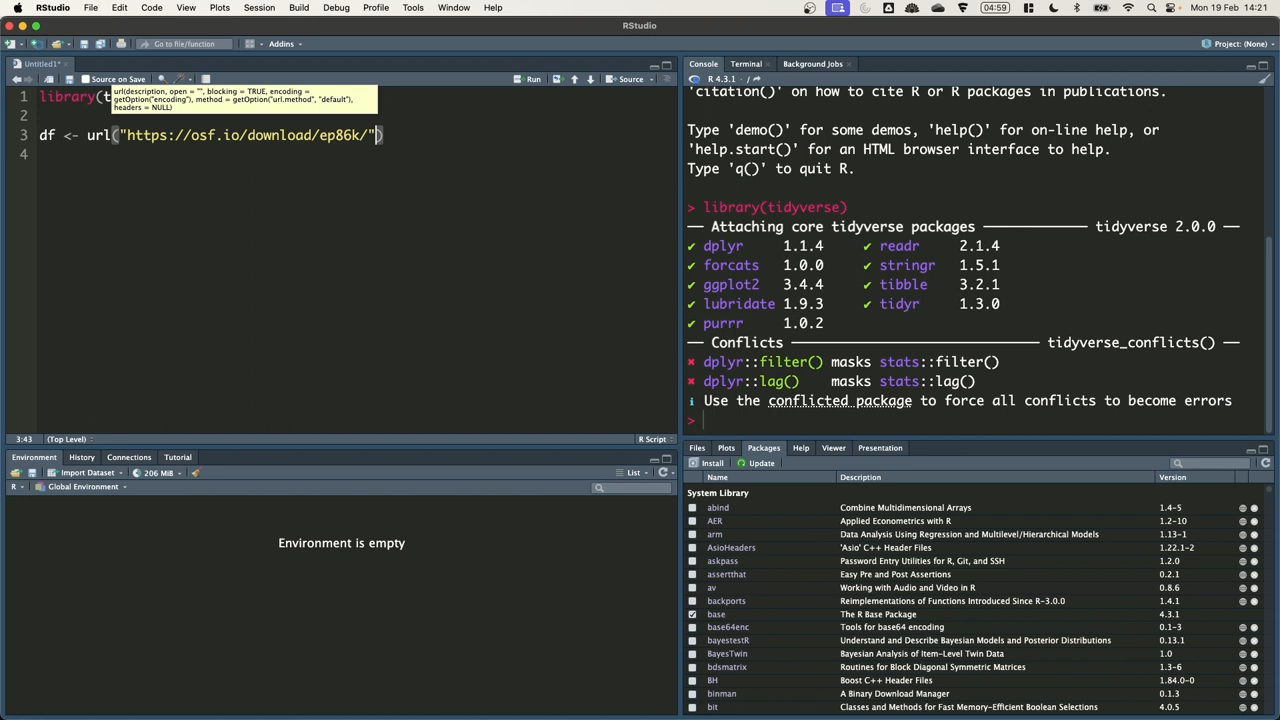 RStudio File Edit Code View Plots Session Build Debug Profile Tools Window Help 04:59 Mon 19 Feb 14:21
RStudio
Go to file/function Addins Project: (None)
Untitled1*
Source on Save Run Source
url(description, open = "", blocking = TRUE, encoding =
getOption("encoding"), method = getOption("url.method", "default"),
headers = NULL)
1 library(t
2
3 df <- url("https://osf.io/download/ep86k/")
4
3:43 (Top Level) R Script
Environment History Connections Tutorial
Import Dataset 206 MiB List
R Global Environment
Environment is empty
Console Terminal Background Jobs
R 4.3.1 · /
'citation()' on how to cite R or R packages in publications.
Type 'demo()' for some demos, 'help()' for on-line help, or
'help.start()' for an HTML browser interface to help.
Type 'q()' to quit R.
> library(tidyverse)
── Attaching core tidyverse packages ──────── tidyverse 2.0.0 ──
✔ dplyr 1.1.4 ✔ readr 2.1.4
✔ forcats 1.0.0 ✔ stringr 1.5.1
✔ ggplot2 3.4.4 ✔ tibble 3.2.1
✔ lubridate 1.9.3 ✔ tidyr 1.3.0
✔ purrr 1.0.2
── Conflicts ──────────────── tidyverse_conflicts() ──
✖ dplyr::filter() masks stats::filter()
✖ dplyr::lag() masks stats::lag()
ℹ Use the conflicted package to force all conflicts to become errors
>
Files Plots Packages Help Viewer Presentation
Install Update
Name Description Version
System Library
abind Combine Multidimensional Arrays 1.4-5
AER Applied Econometrics with R 1.2-10
arm Data Analysis Using Regression and Multilevel/Hierarchical Models 1.13-1
AsioHeaders 'Asio' C++ Header Files 1.22.1-2
askpass Password Entry Utilities for R, Git, and SSH 1.2.0
assertthat Easy Pre and Post Assertions 0.2.1
av Working with Audio and Video in R 0.8.6
backports Reimplementations of Functions Introduced Since R-3.0.0 1.4.1
base The R Base Package 4.3.1
base64enc Tools for base64 encoding 0.1-3
bayestestR Understand and Describe Bayesian Models and Posterior Distributions 0.13.1
BayesTwin Bayesian Analysis of Item-Level Twin Data 1.0
bdsmatrix Routines for Block Diagonal Symmetric Matrices 1.3-6
BH Boost C++ Header Files 1.84.0-0
binman A Binary Download Manager 0.1.3
bit Classes and Methods for Fast Memory-Efficient Boolean Selections 4.0.5